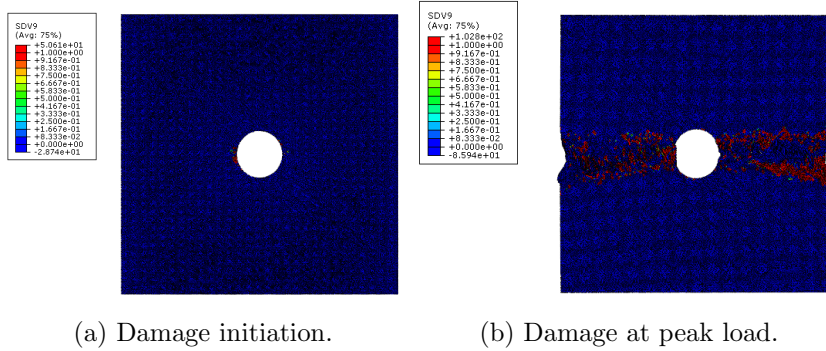 SDV9
(Avg: 75%)
+5.061e+01
+1.000e+00
+9.167e-01
+8.333e-01
+7.500e-01
+6.667e-01
+5.833e-01
+5.000e-01
+4.167e-01
+3.333e-01
+2.500e-01
+1.667e-01
+8.333e-02
+0.000e+00
-2.874e+01
SDV9
(Avg: 75%)
+1.028e+02
+1.000e+00
+9.167e-01
+8.333e-01
+7.500e-01
+6.667e-01
+5.833e-01
+5.000e-01
+4.167e-01
+3.333e-01
+2.500e-01
+1.667e-01
+8.333e-02
+0.000e+00
-8.594e+01
(a) Damage initiation.
(b) Damage at peak load.